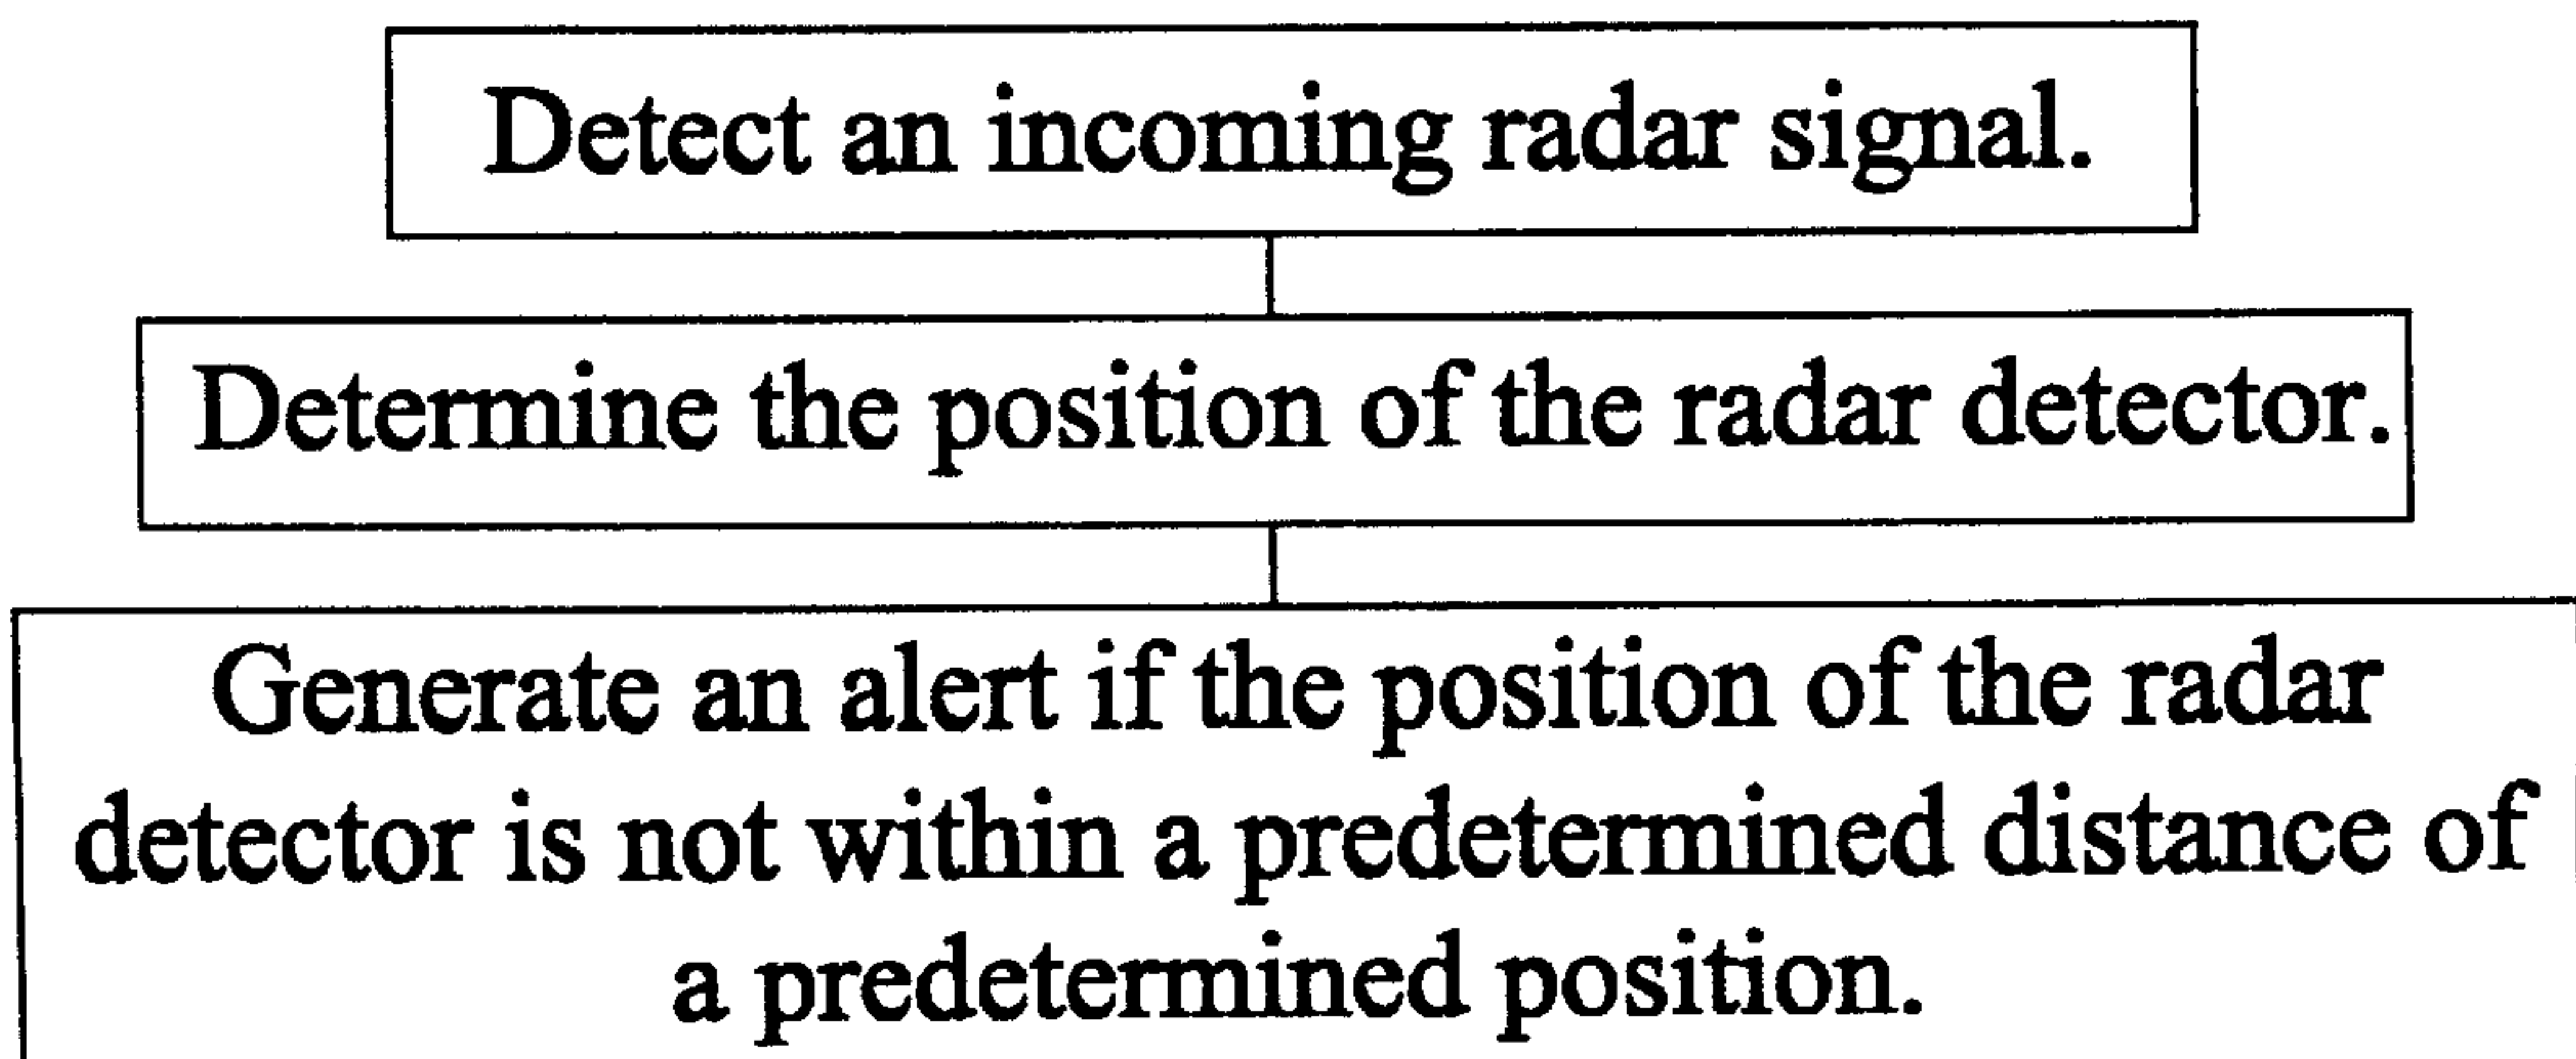 Detect an incoming radar signal.
Determine the position of the radar detector.
Generate an alert if the position of the radar
detector is not within a predetermined distance of
a predetermined position.